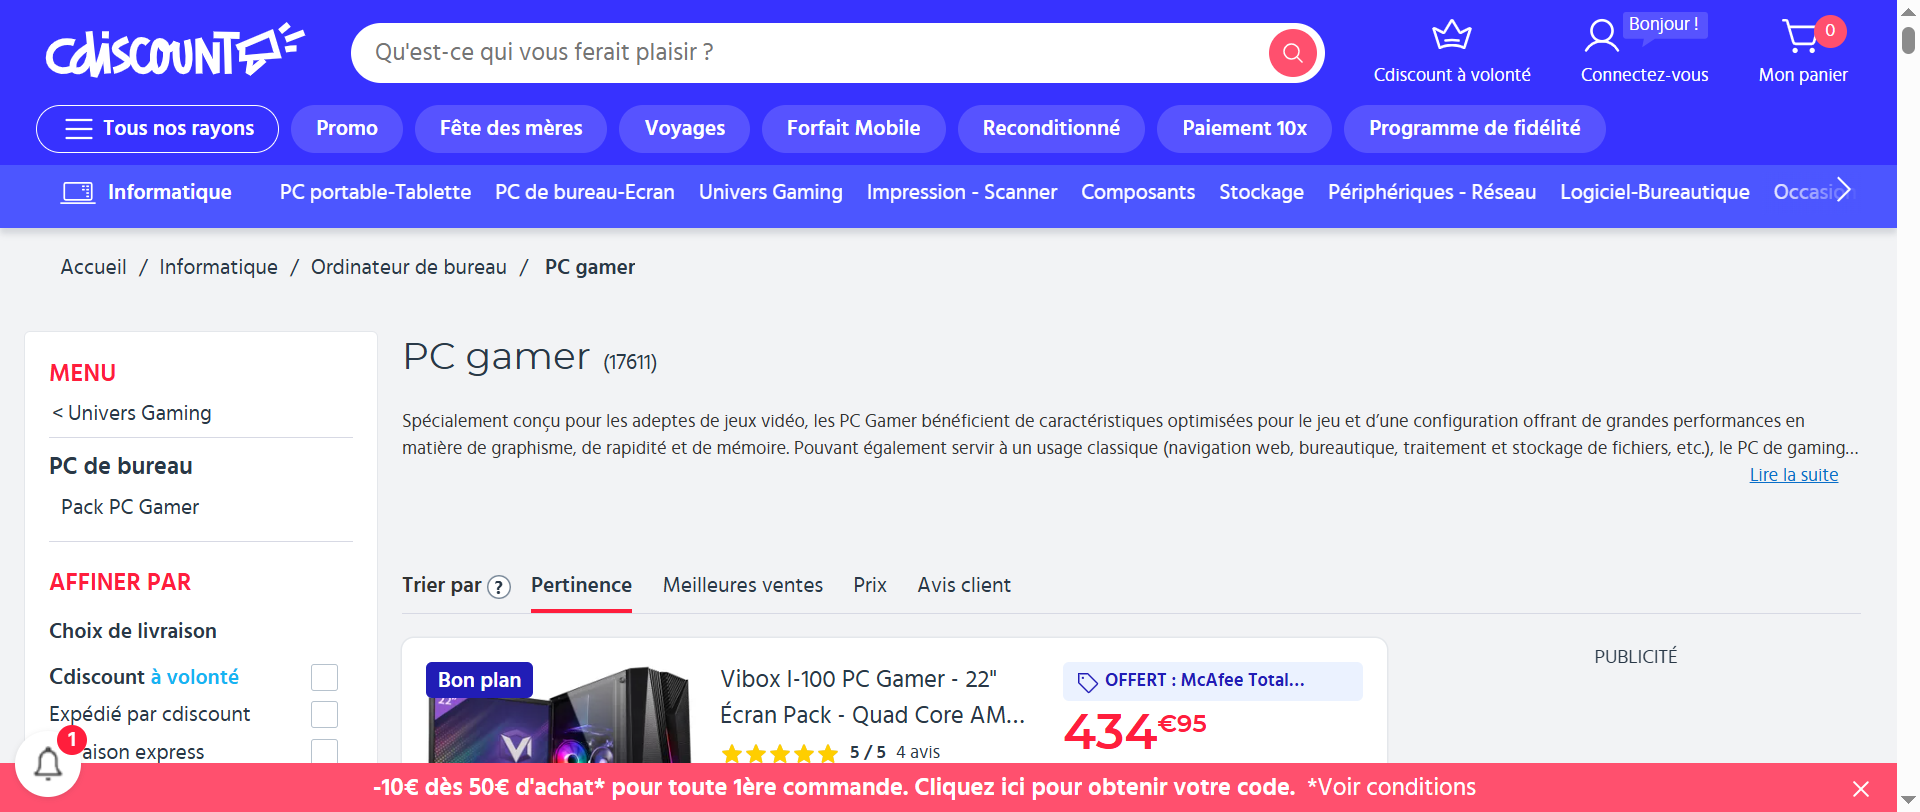 Cdiscount
Qu'est-ce qui vous ferait plaisir ?
Cdiscount à volonté
Bonjour !
Connectez-vous
0
Mon panier
Tous nos rayons
Promo
Fête des mères
Voyages
Forfait Mobile
Reconditionné
Paiement 10x
Programme de fidélité
Informatique
PC portable-Tablette
PC de bureau-Ecran
Univers Gaming
Impression - Scanner
Composants
Stockage
Périphériques - Réseau
Logiciel-Bureautique
Accueil / Informatique / Ordinateur de bureau / PC gamer
MENU
< Univers Gaming
PC de bureau
Pack PC Gamer
AFFINER PAR
Choix de livraison
Cdiscount à volonté
Expédié par cdiscount
aison express
1
PC gamer (17611)
Spécialement conçu pour les adeptes de jeux vidéo, les PC Gamer bénéficient de caractéristiques optimisées pour le jeu et d’une configuration offrant de grandes performances en
matière de graphisme, de rapidité et de mémoire. Pouvant également servir à un usage classique (navigation web, bureautique, traitement et stockage de fichiers, etc.), le PC de gaming...
Lire la suite
Trier par ? Pertinence Meilleures ventes Prix Avis client
Bon plan
22"
Vibox I-100 PC Gamer - 22"
Écran Pack - Quad Core AM...
5 / 5 4 avis
OFFERT : McAfee Total...
434€95
PUBLICITÉ
-10€ dès 50€ d'achat* pour toute 1ère commande. Cliquez ici pour obtenir votre code. *Voir conditions